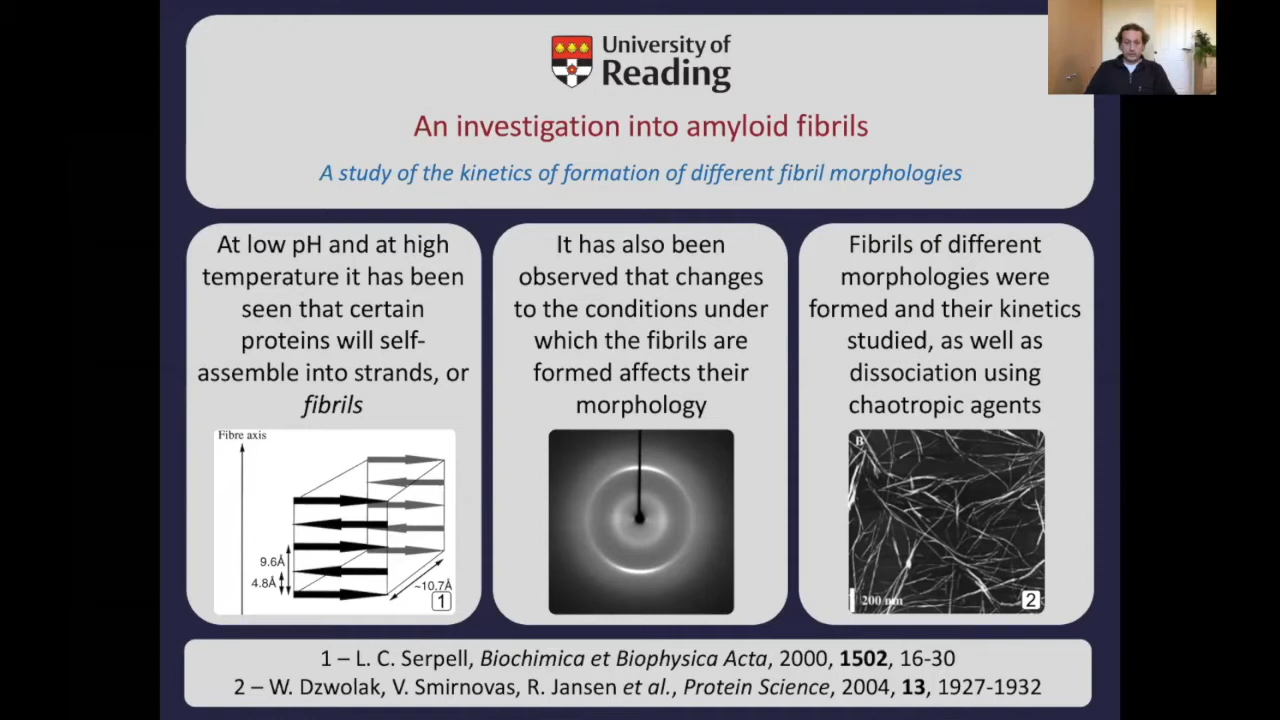 University of
Reading
An investigation into amyloid fibrils
A study of the kinetics of formation of different fibril morphologies
At low pH and at high
temperature it has been
seen that certain
proteins will self-
assemble into strands, or
fibrils
Fibre axis
9.6Å
4.8Å
~10.7Å
1
It has also been
observed that changes
to the conditions under
which the fibrils are
formed affects their
morphology
Fibrils of different
morphologies were
formed and their kinetics
studied, as well as
dissociation using
chaotropic agents
B
200 nm
2
1 – L. C. Serpell, Biochimica et Biophysica Acta, 2000, 1502, 16-30
2 – W. Dzwolak, V. Smirnovas, R. Jansen et al., Protein Science, 2004, 13, 1927-1932